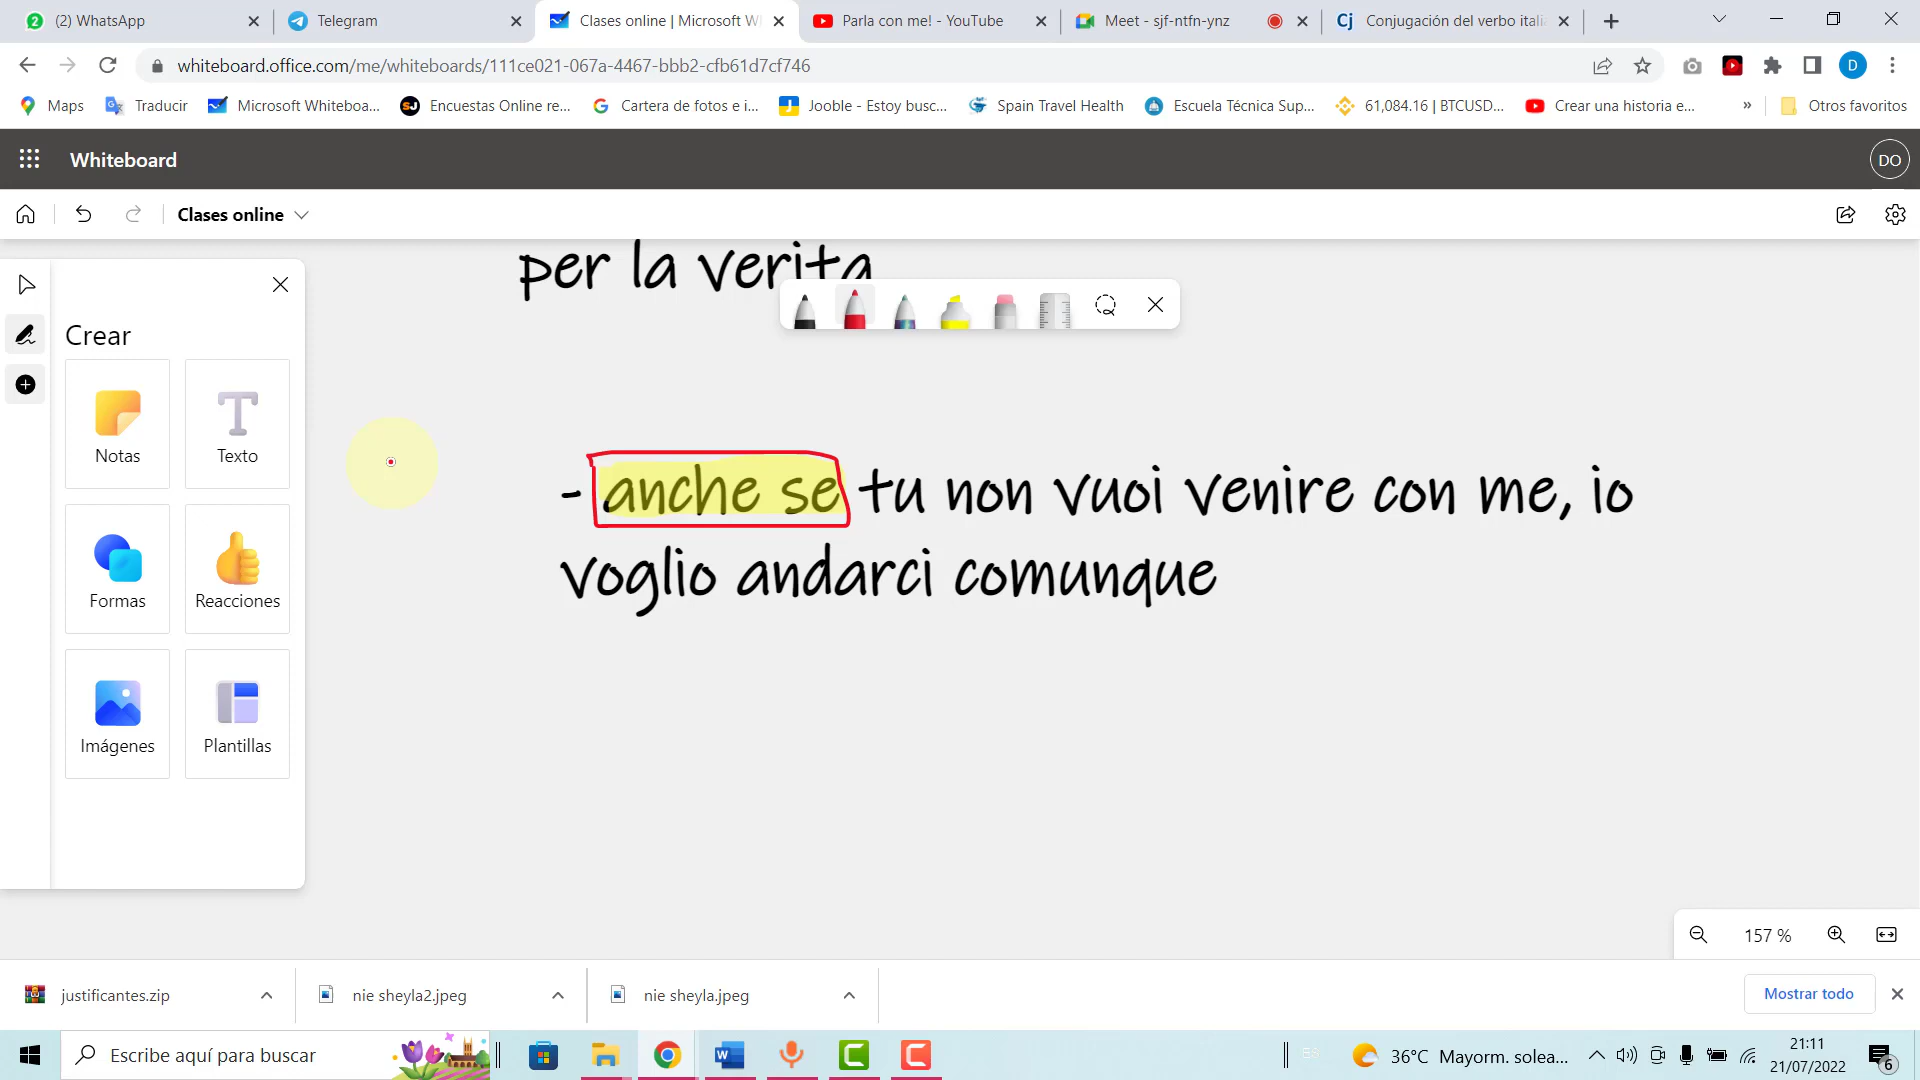 (2) WhatsApp
Telegram
Clases online | Microsoft W
Parla con me! - YouTube
Meet - sjf-ntfn-ynz
Cj Conjugación del verbo itali
whiteboard.office.com/me/whiteboards/111ce021-067a-4467-bbb2-cfb61d7cf746
D
Maps
Traducir
Microsoft Whiteboa...
SJ Encuestas Online re...
Cartera de fotos e i...
Jooble - Estoy busc...
Spain Travel Health
Escuela Técnica Sup...
61,084.16 | BTCUSD...
Crear una historia e...
»
Otros favoritos
Whiteboard
DO
Clases online
Crear
Notas
Texto
Formas
Reacciones
Imágenes
Plantillas
per la verita
- anche se tu non vuoi venire con me, io
voglio andarci comunque
157 %
justificantes.zip
nie sheyla2.jpeg
nie sheyla.jpeg
Mostrar todo
Escribe aquí para buscar
36°C Mayorm. solea...
21:11
21/07/2022
6